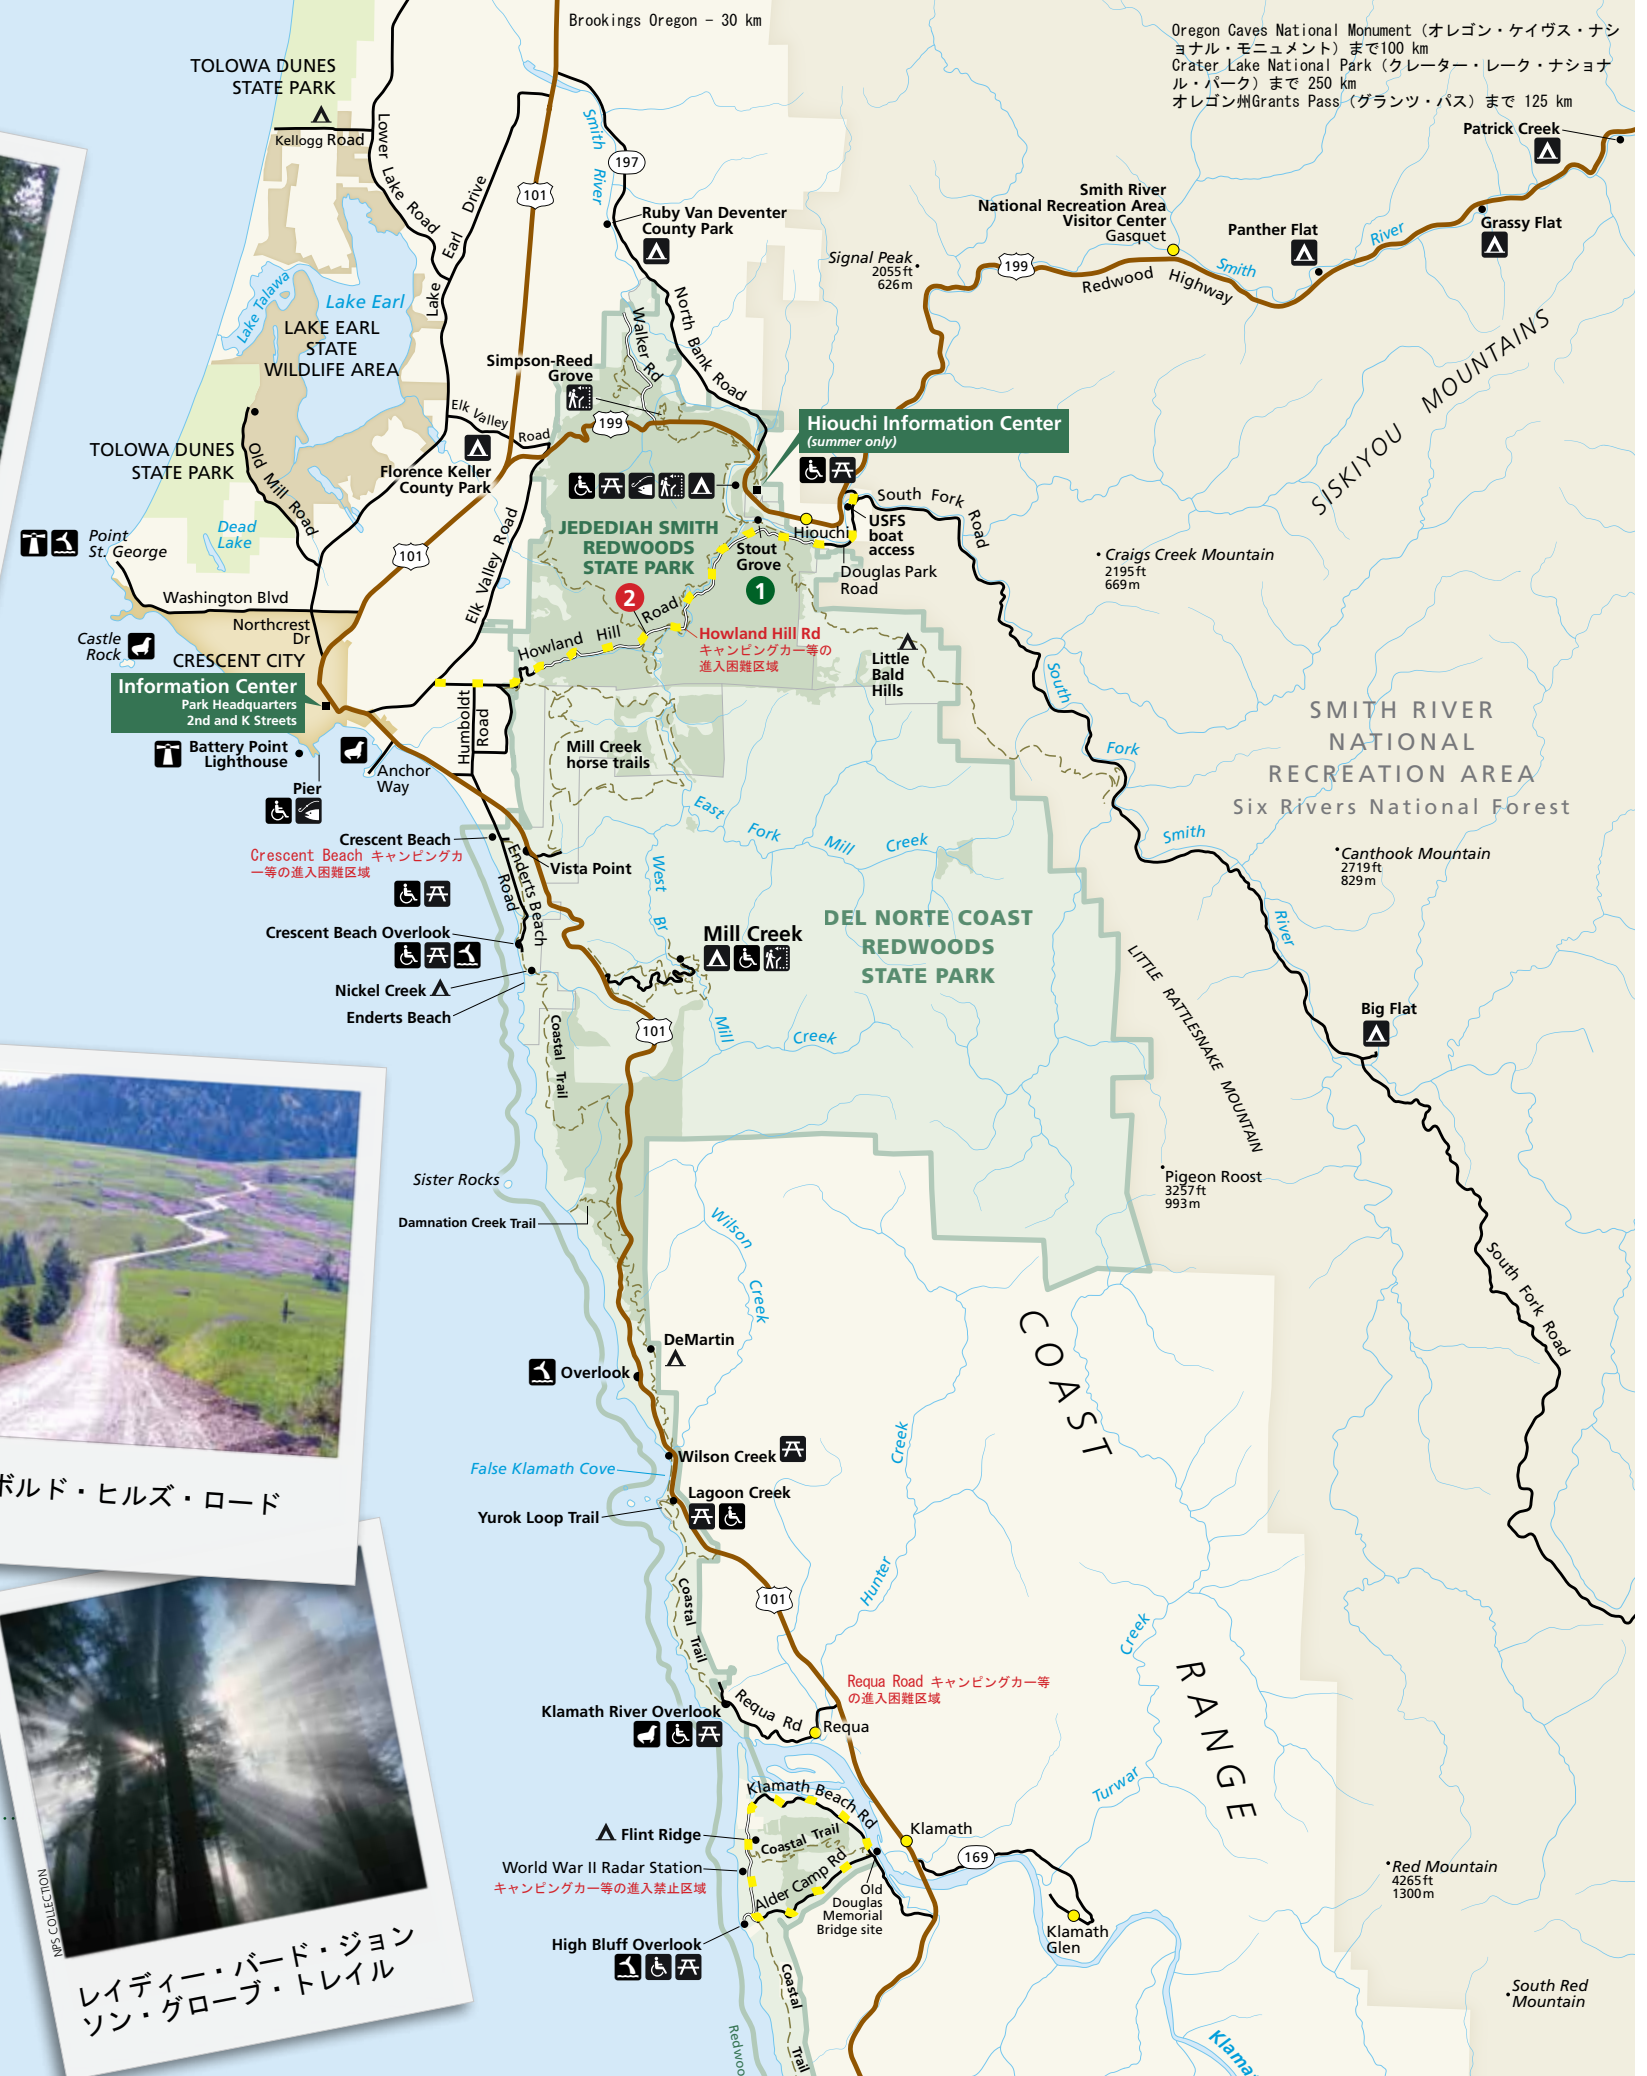 Brookings Oregon - 30 km
Oregon Caves National Monument（オレゴン・ケイヴス・ナシ
ョナル・モニュメント）まで100 km
Crater Lake National Park（クレーター・レーク・ナショナ
ル・パーク）まで 250 km
オレゴン州Grants Pass（グランツ・パス）まで 125 km
TOLOWA DUNES
STATE PARK
Kellogg Road
Lower Lake Road
Lake Earl Drive
101
Smith River
197
Ruby Van Deventer
County Park
Patrick Creek
Smith River
National Recreation Area
Visitor Center
Gasquet
Panther Flat
Grassy Flat
Smith River
199
Redwood Highway
Signal Peak
2055ft
626m
Lake Talawa
Lake Earl
LAKE EARL
STATE
WILDLIFE AREA
Walker Rd
North Bank Road
Simpson-Reed
Grove
199
Elk Valley Road
Florence Keller
County Park
Hiouchi Information Center
(summer only)
SISKIYOU MOUNTAINS
TOLOWA DUNES
STATE PARK
Old Mill Road
Dead
Lake
Point
St. George
101
Elk Valley Road
JEDEDIAH SMITH
REDWOODS
STATE PARK
Stout
Grove
1
2
Hiouchi
USFS
boat
access
South Fork Road
Douglas Park
Road
Craigs Creek Mountain
2195ft
669m
Washington Blvd
Northcrest
Dr
Castle
Rock
CRESCENT CITY
Howland Hill Road
Howland Hill Rd
キャンピングカー等の
進入困難区域
Little
Bald
Hills
Information Center
Park Headquarters
2nd and K Streets
Battery Point
Lighthouse
Pier
Anchor
Way
Humboldt
Road
Mill Creek
horse trails
South Fork Smith River
SMITH RIVER
NATIONAL
RECREATION AREA
Six Rivers National Forest
Crescent Beach
Crescent Beach キャンピングカ
ー等の進入困難区域
Enderts Beach
Road
Vista Point
East Fork Mill Creek
West Br
Mill Creek
Canthook Mountain
2719ft
829m
Crescent Beach Overlook
Mill Creek
DEL NORTE COAST
REDWOODS
STATE PARK
Nickel Creek
Enderts Beach
LITTLE RATTLESNAKE MOUNTAIN
Big Flat
101
Coastal Trail
Sister Rocks
Damnation Creek Trail
Pigeon Roost
3257ft
993m
Wilson Creek
South Fork Road
COAST RANGE
DeMartin
Overlook
Wilson Creek
False Klamath Cove
Lagoon Creek
Yurok Loop Trail
ボルド・ヒルズ・ロード
Hunter Creek
101
Coastal Trail
Turwar Creek
Requa Road キャンピングカー等
の進入困難区域
Requa Rd
Requa
Klamath River Overlook
Klamath Beach Rd
Klamath
169
Flint Ridge
Coastal Trail
World War II Radar Station
キャンピングカー等の進入禁止区域
Alder Camp Rd
Old
Douglas
Memorial
Bridge site
High Bluff Overlook
Klamath
Glen
Red Mountain
4265ft
1300m
South Red
Mountain
Coastal Trail
NPS COLLECTION
レイディー・バード・ジョン
ソン・グローブ・トレイル